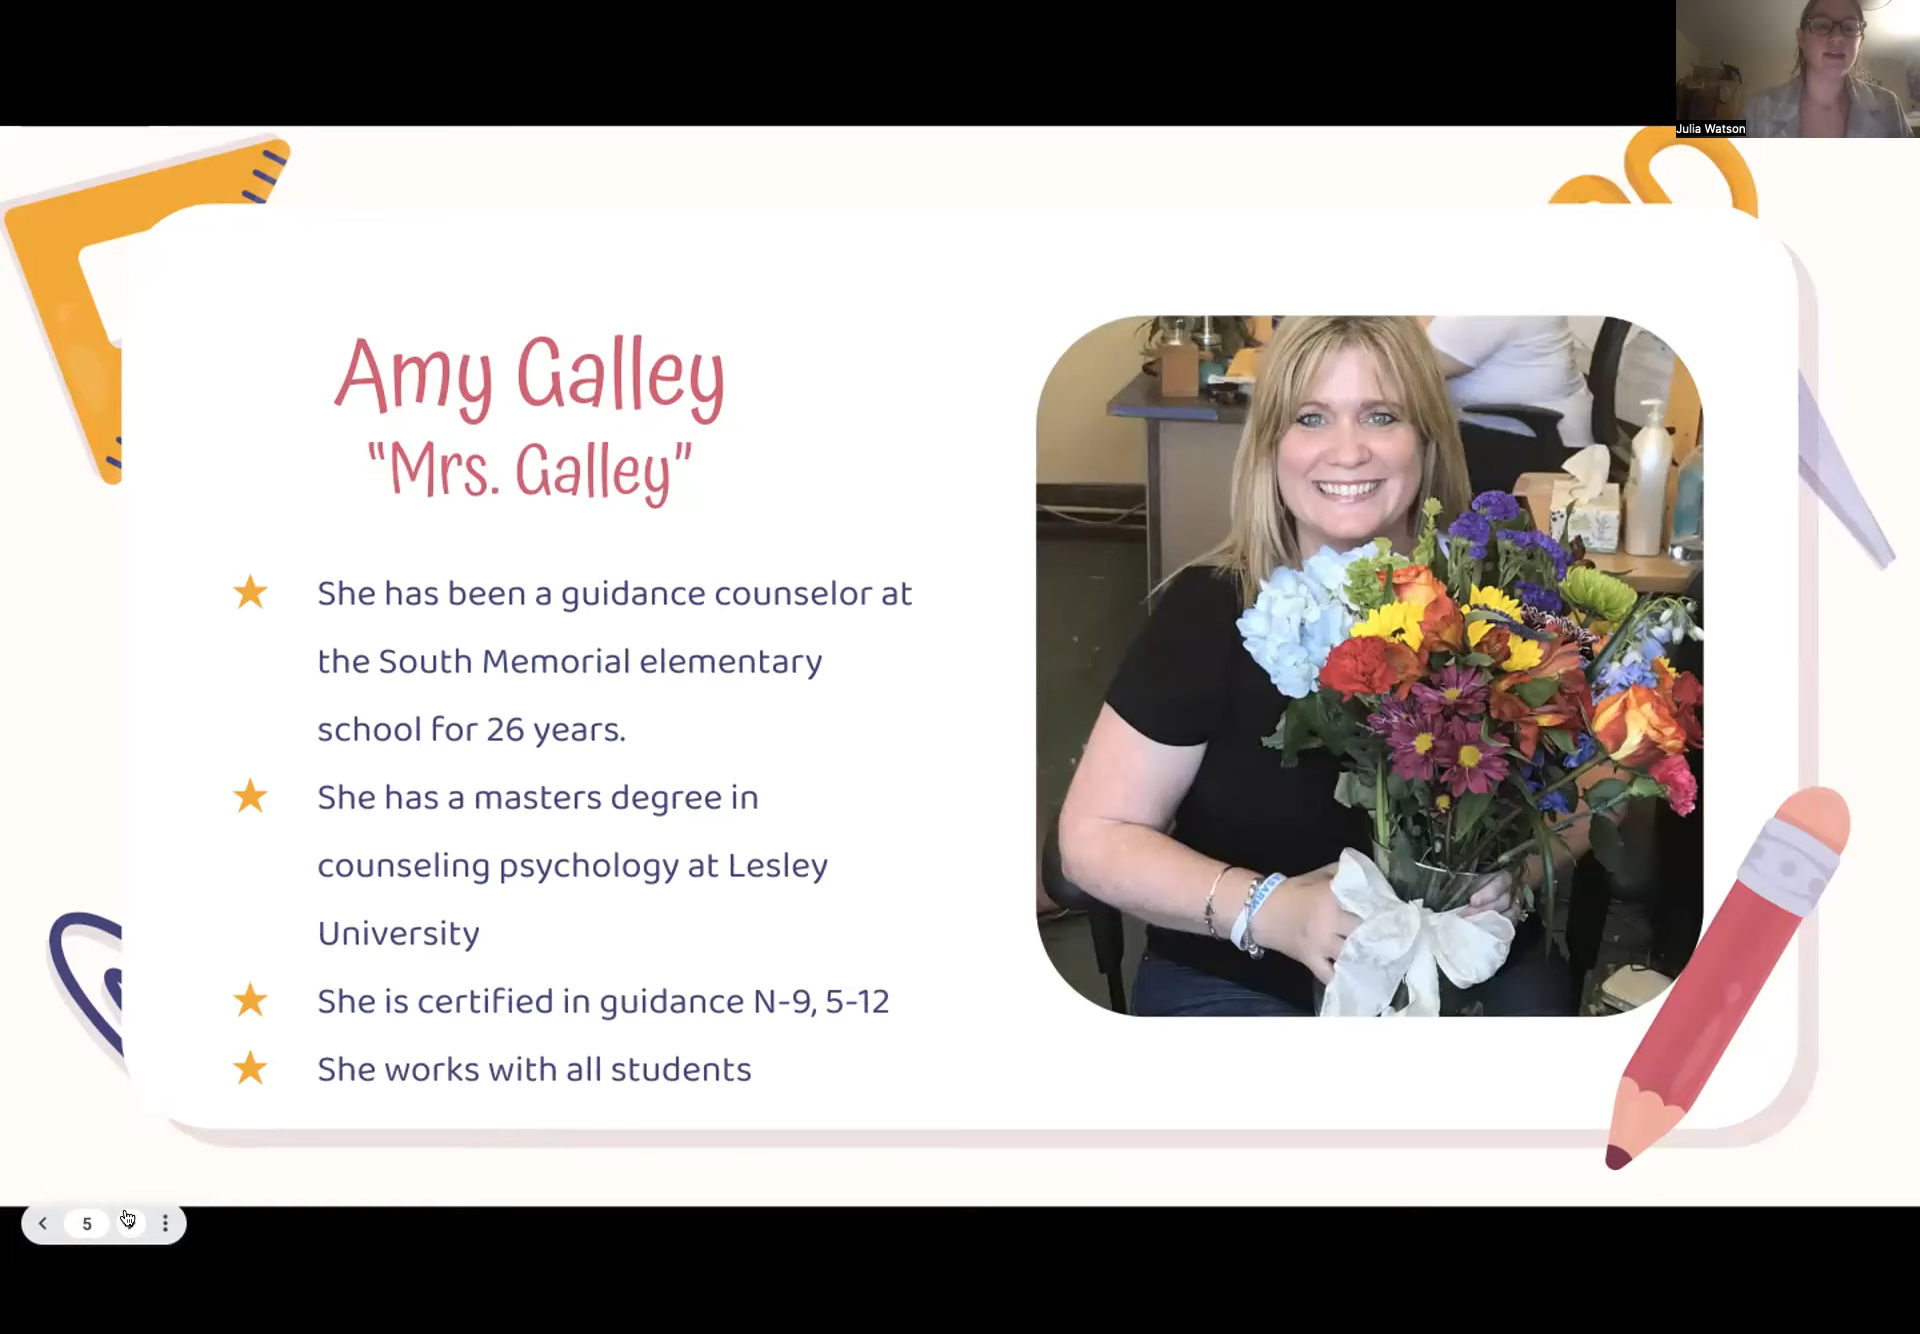 Julia Watson
Amy Galley
“Mrs. Galley”
She has been a guidance counselor at
the South Memorial elementary
school for 26 years.
She has a masters degree in
counseling psychology at Lesley
University
She is certified in guidance N-9, 5-12
She works with all students
5